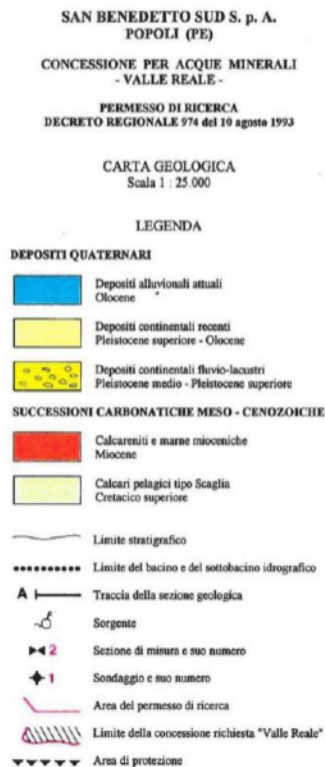 SAN BENEDETTO SUD S. p. A.
POPOLI (PE)
CONCESSIONE PER ACQUE MINERALI
- VALLE REALE -
PERMESSO DI RICERCA
DECRETO REGIONALE 974 del 10 agosto 1993
CARTA GEOLOGICA
Scala 1 : 25.000
LEGENDA
DEPOSITI QUATERNARI
Depositi alluvionali attuali
Olocene
Depositi continentali recenti
Pleistocene superiore - Olocene
Depositi continentali fluvio-lacustri
Pleistocene medio - Pleistocene superiore
SUCCESSIONI CARBONATICHE MESO - CENOZOICHE
Calcareniti e marne mioceniche
Miocene
Calcari pelagici tipo Scaglia
Cretacico superiore
Limite stratigrafico
Limite del bacino e del sottobacino idrografico
A Traccia della sezione geologica
Sorgente
2 Sezione di misura e suo numero
1 Sondaggio e suo numero
Area del permesso di ricerca
Limite della concessione richiesta "Valle Reale"
Area di protezione